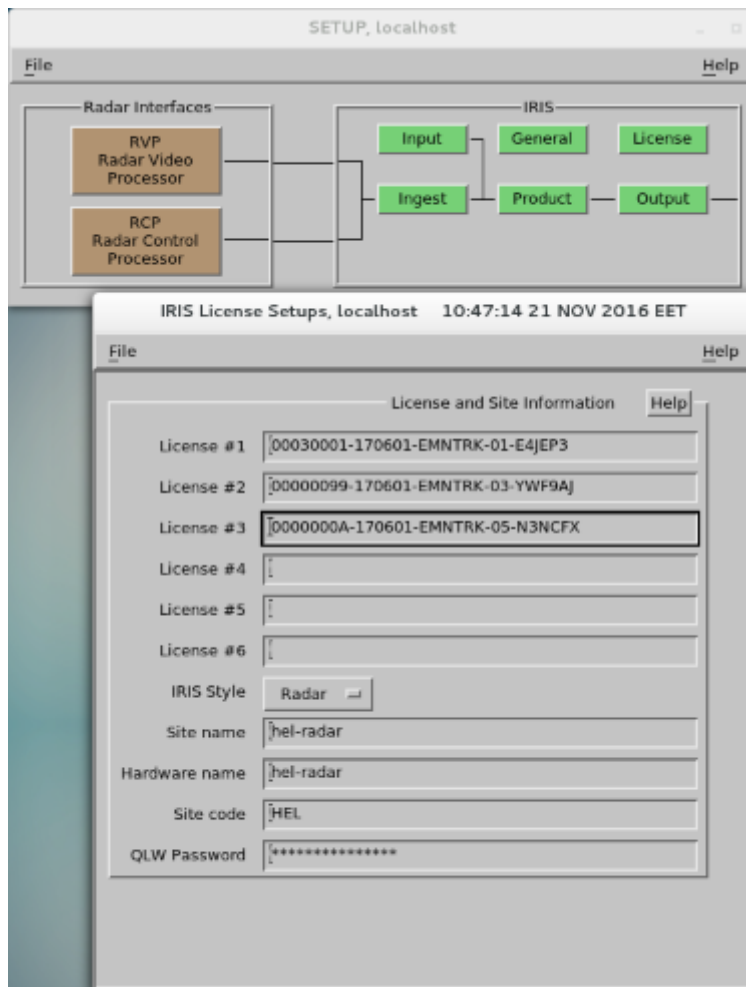 SETUP, localhost
File Help
Radar Interfaces
RVP
Radar Video
Processor
RCP
Radar Control
Processor
IRIS
Input General License
Ingest Product Output
IRIS License Setups, localhost 10:47:14 21 NOV 2016 EET
File Help
License and Site Information Help
License #1 00030001-170601-EMNTRK-01-E4JEP3
License #2 00000099-170601-EMNTRK-03-YWF9AJ
License #3 0000000A-170601-EMNTRK-05-N3NCFX
License #4
License #5
License #6
IRIS Style Radar
Site name hel-radar
Hardware name hel-radar
Site code HEL
QLW Password ***************